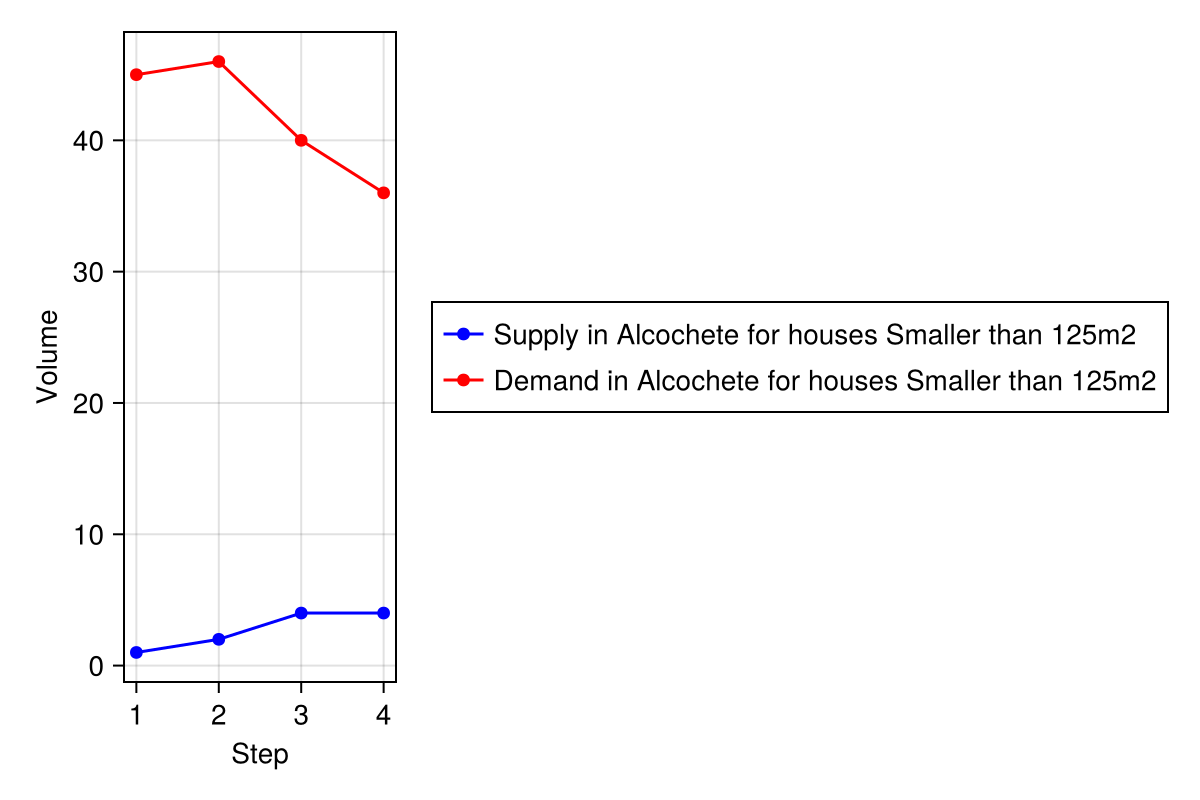 Volume
40
30
20
10
0
1 2 3 4
Step
Supply in Alcochete for houses Smaller than 125m2
Demand in Alcochete for houses Smaller than 125m2